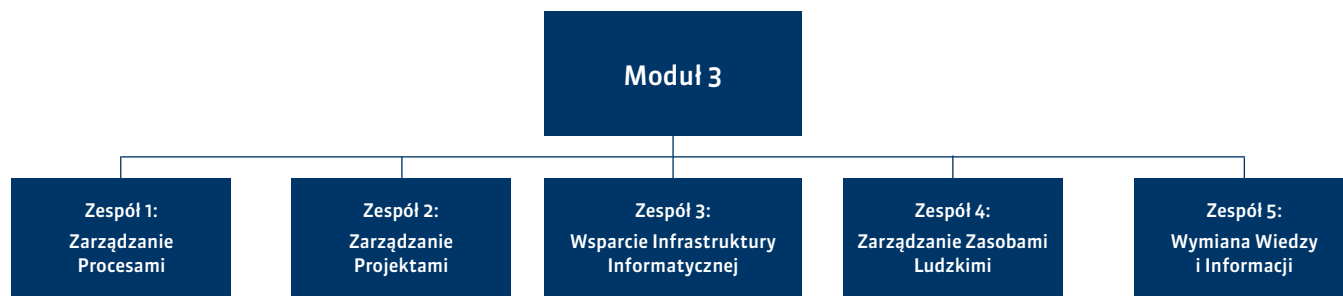 Moduł 3
Zespół 1:
Zarządzanie
Procesami
Zespół 2:
Zarządzanie
Projektami
Zespół 3:
Wsparcie Infrastruktury
Informatycznej
Zespół 4:
Zarządzanie Zasobami
Ludzkimi
Zespół 5:
Wymiana Wiedzy
i Informacji